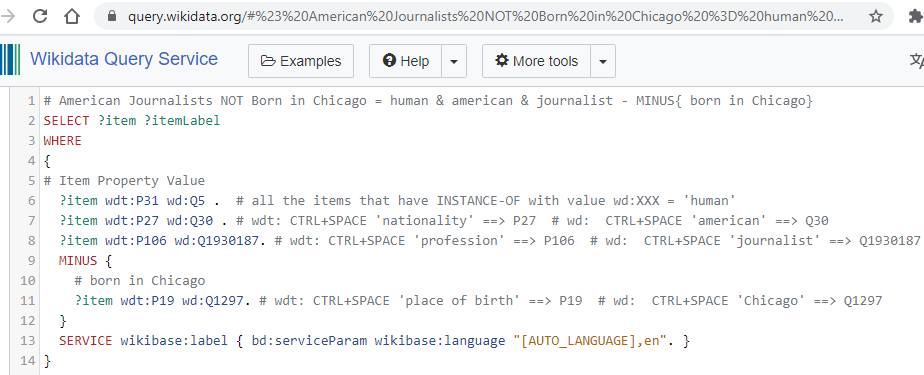 query.wikidata.org/#%23%20American%20Journalists%20NOT%20Born%20in%20Chicago%20%3D%20human%20...
Wikidata Query Service Examples Help More tools
1 # American Journalists NOT Born in Chicago = human & american & journalist - MINUS{ born in Chicago}
2 SELECT ?item ?itemLabel
3 WHERE
4 {
5 # Item Property Value
6 ?item wdt:P31 wd:Q5 . # all the items that have INSTANCE-OF with value wd:XXX = 'human'
7 ?item wdt:P27 wd:Q30 . # wdt: CTRL+SPACE 'nationality' ==> P27 # wd: CTRL+SPACE 'american' ==> Q30
8 ?item wdt:P106 wd:Q1930187. # wdt: CTRL+SPACE 'profession' ==> P106 # wd: CTRL+SPACE 'journalist' ==> Q1930187
9 MINUS {
10 # born in Chicago
11 ?item wdt:P19 wd:Q1297. # wdt: CTRL+SPACE 'place of birth' ==> P19 # wd: CTRL+SPACE 'Chicago' ==> Q1297
12 }
13 SERVICE wikibase:label { bd:serviceParam wikibase:language "[AUTO_LANGUAGE],en". }
14 }